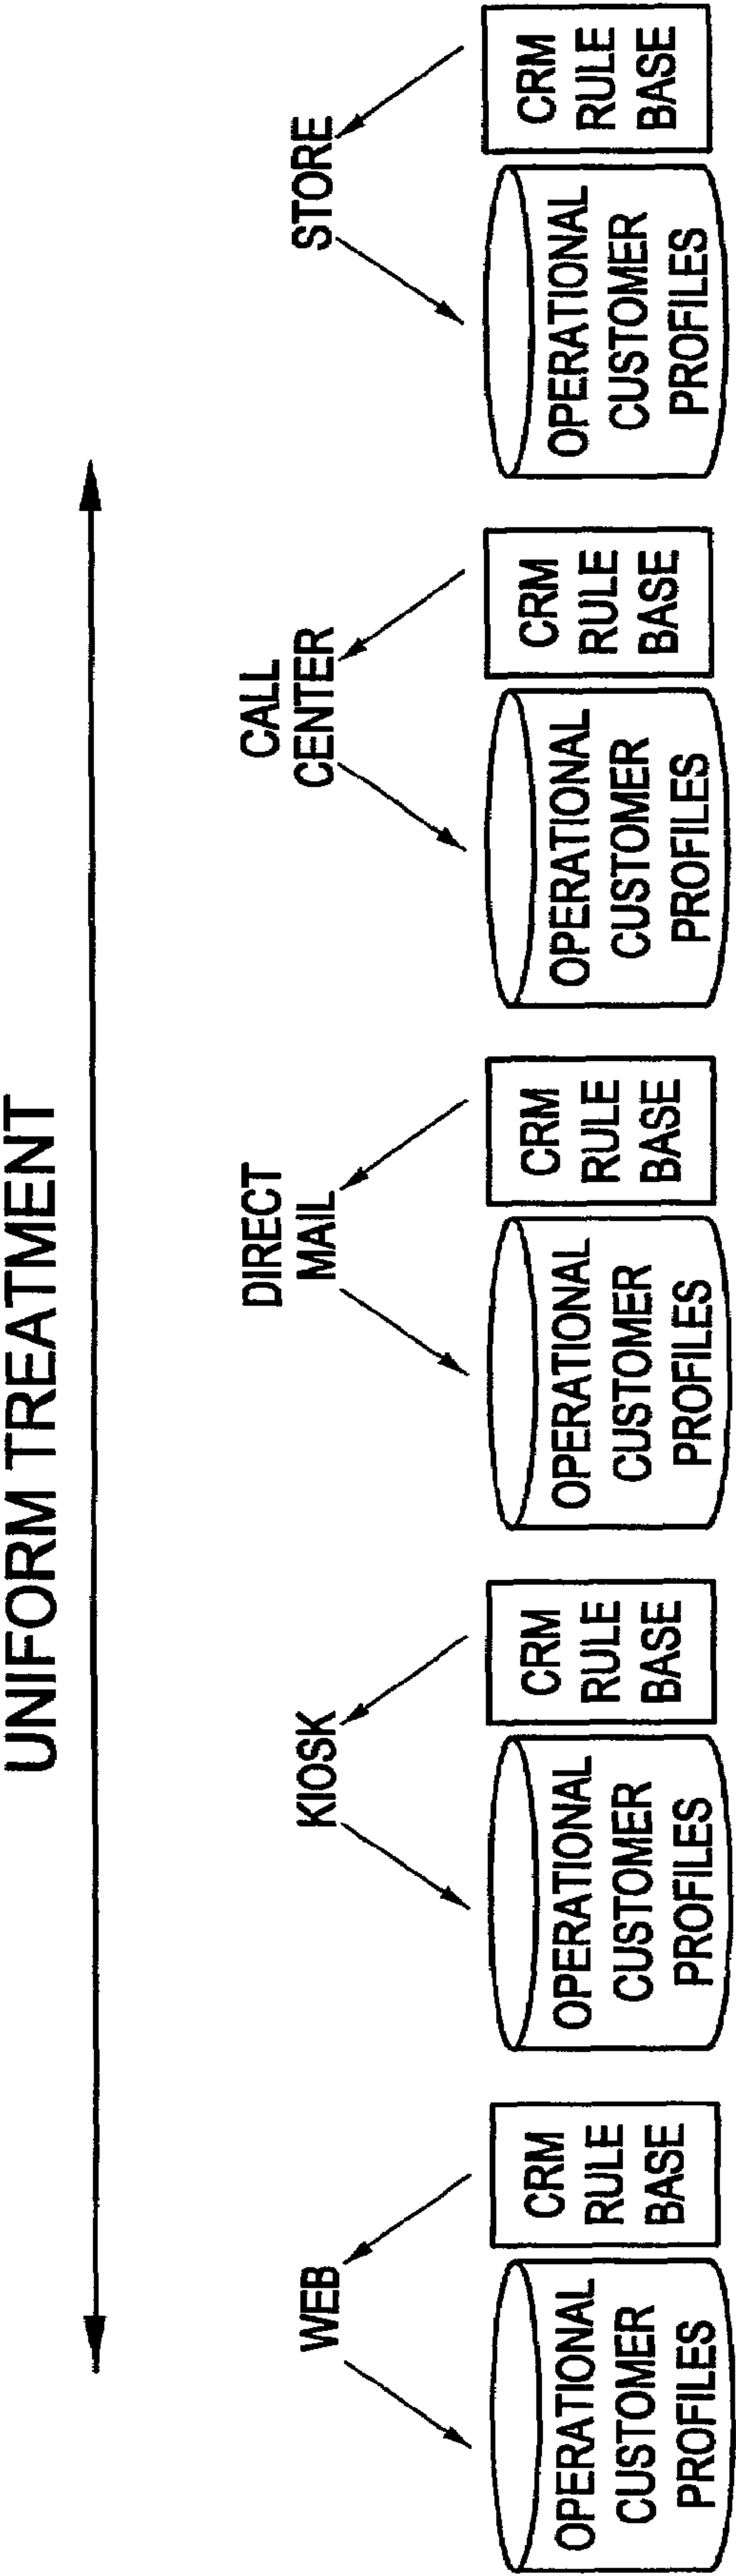 UNIFORM TREATMENT
WEB
KIOSK
DIRECT
MAIL
CALL
CENTER
STORE
OPERATIONAL
CUSTOMER
PROFILES
CRM
RULE
BASE
OPERATIONAL
CUSTOMER
PROFILES
CRM
RULE
BASE
OPERATIONAL
CUSTOMER
PROFILES
CRM
RULE
BASE
OPERATIONAL
CUSTOMER
PROFILES
CRM
RULE
BASE
OPERATIONAL
CUSTOMER
PROFILES
CRM
RULE
BASE